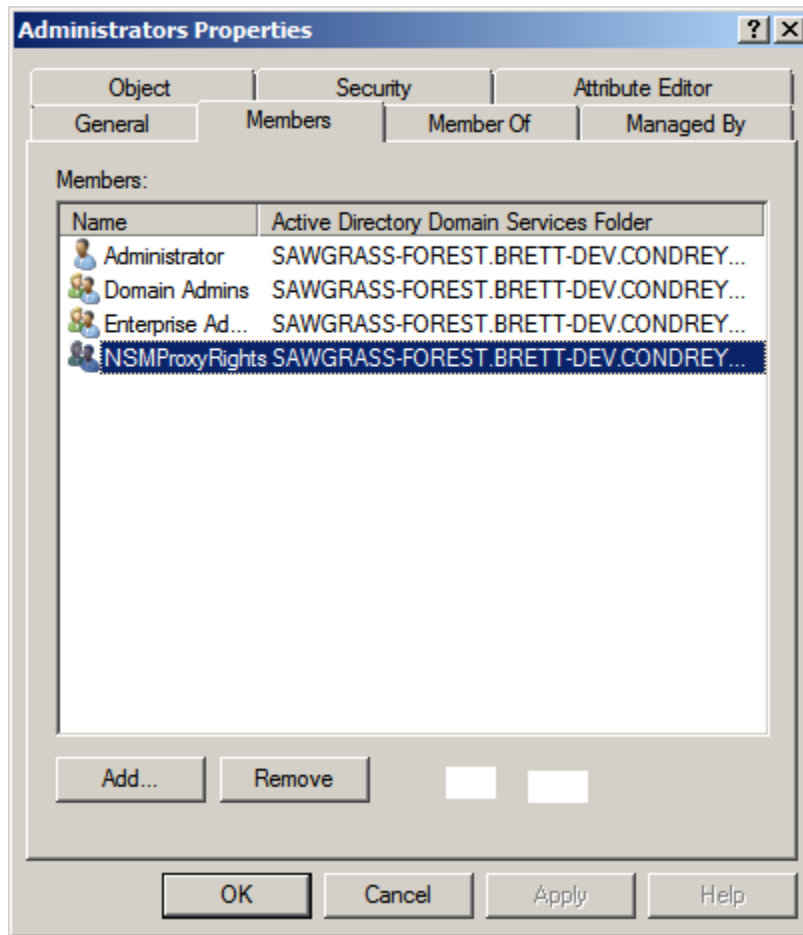 Administrators Properties
Object Security Attribute Editor
General Members Member Of Managed By
Members:
Name Active Directory Domain Services Folder
Administrator SAWGRASS-FOREST.BRETT-DEV.CONDREY...
Domain Admins SAWGRASS-FOREST.BRETT-DEV.CONDREY...
Enterprise Ad... SAWGRASS-FOREST.BRETT-DEV.CONDREY...
NSMProxyRights SAWGRASS-FOREST.BRETT-DEV.CONDREY...
Add... Remove
OK Cancel Apply Help